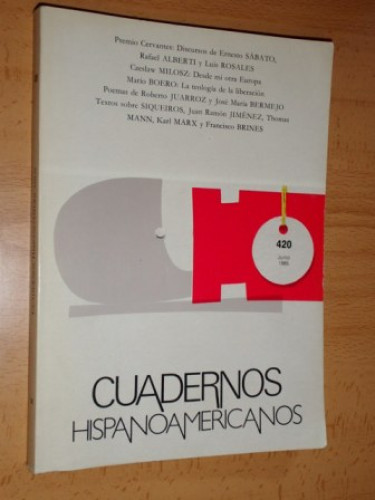 Premio Cervantes: Discursos de Ernesto SÁBATO,
Rafael ALBERTI y Luis ROSALES
Czeslaw MILOSZ: Desde mi otra Europa
Mario BOERO: La teología de la liberación
Poemas de Roberto JUARROZ y José María BERMEJO
Textos sobre SIQUEIROS, Juan Ramón JIMÉNEZ, Thomas
MANN, Karl MARX y Francisco BRINES
420
Junio
1985
CUADERNOS
HISPANOAMERICANOS